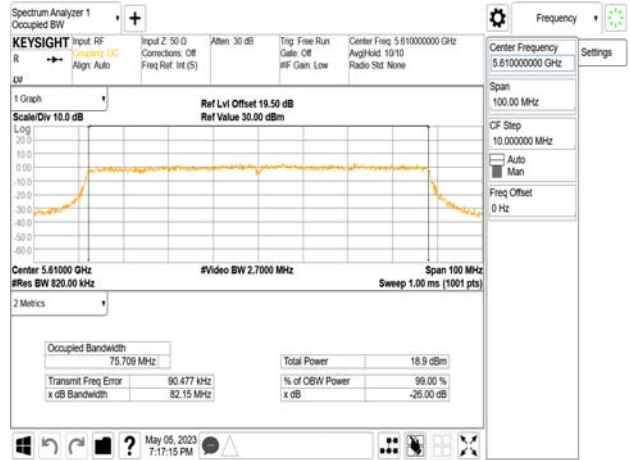 Spectrum Analyzer 1
Occupied BW
+
Frequency
KEYSIGHT
R
Input: RF
Coupling: DC
Align: Auto
Input Z: 50 Ω
Corrections: Off
Freq Ref: Int (S)
Atten: 30 dB
Trig: Free Run
Gate: Off
#IF Gain: Low
Center Freq: 5.610000000 GHz
Avg|Hold: 10/10
Radio Std: None
Center Frequency
5.610000000 GHz
Settings
Span
100.00 MHz
CF Step
10.000000 MHz
Auto
Man
Freq Offset
0 Hz
1 Graph
Scale/Div 10.0 dB
Ref Lvl Offset 19.50 dB
Ref Value 30.00 dBm
Log
20.0
10.0
0.00
-10.0
-20.0
-30.0
-40.0
-50.0
-60.0
Center 5.61000 GHz
#Video BW 2.7000 MHz
Span 100 MHz
#Res BW 820.00 kHz
Sweep 1.00 ms (1001 pts)
2 Metrics
Occupied Bandwidth
75.709 MHz
Total Power 18.9 dBm
Transmit Freq Error 90.477 kHz
% of OBW Power 99.00 %
x dB Bandwidth 82.15 MHz
x dB -26.00 dB
?
May 05, 2023
7:17:15 PM